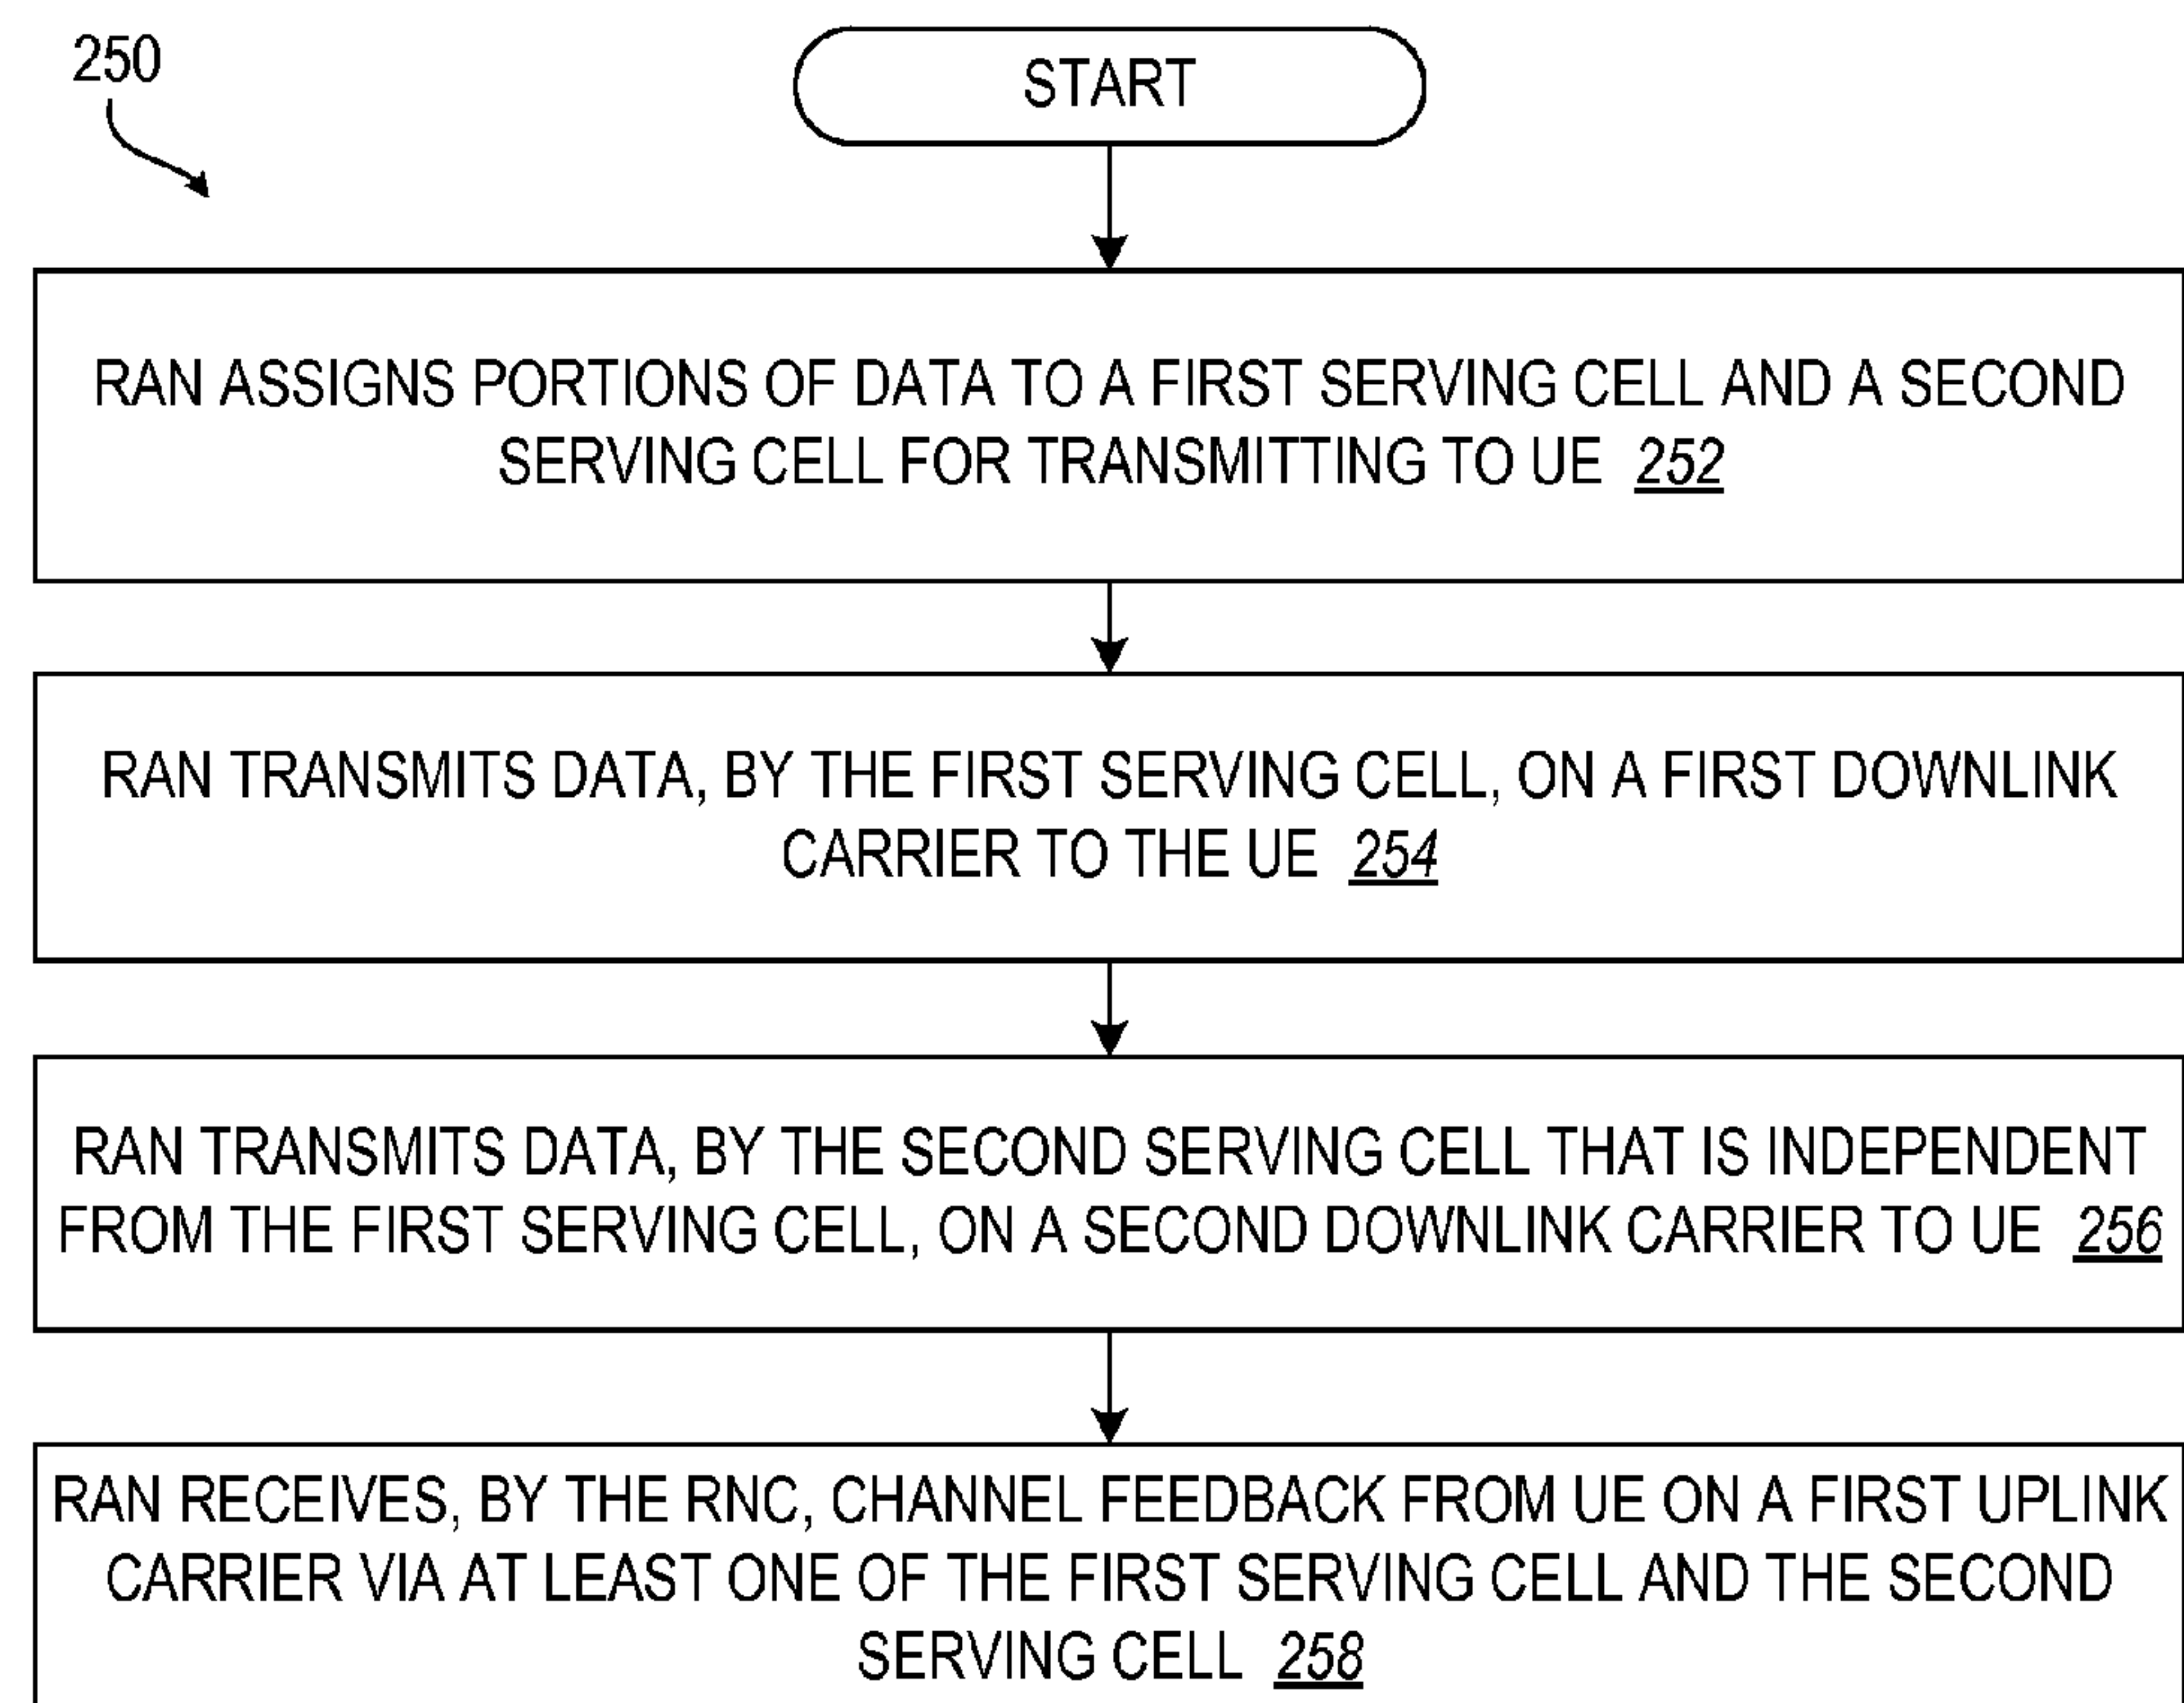 250
START
RAN ASSIGNS PORTIONS OF DATA TO A FIRST SERVING CELL AND A SECOND
SERVING CELL FOR TRANSMITTING TO UE 252
RAN TRANSMITS DATA, BY THE FIRST SERVING CELL, ON A FIRST DOWNLINK
CARRIER TO THE UE 254
RAN TRANSMITS DATA, BY THE SECOND SERVING CELL THAT IS INDEPENDENT
FROM THE FIRST SERVING CELL, ON A SECOND DOWNLINK CARRIER TO UE 256
RAN RECEIVES, BY THE RNC, CHANNEL FEEDBACK FROM UE ON A FIRST UPLINK
CARRIER VIA AT LEAST ONE OF THE FIRST SERVING CELL AND THE SECOND
SERVING CELL 258